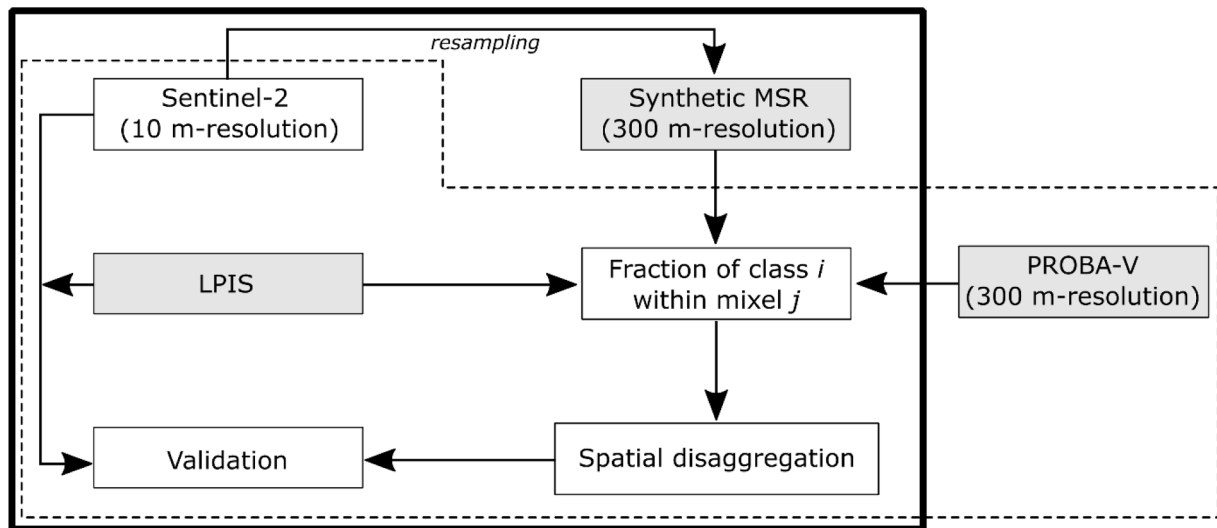 resampling
Sentinel-2
(10 m-resolution)
Synthetic MSR
(300 m-resolution)
LPIS
Fraction of class i
within mixel j
PROBA-V
(300 m-resolution)
Validation
Spatial disaggregation